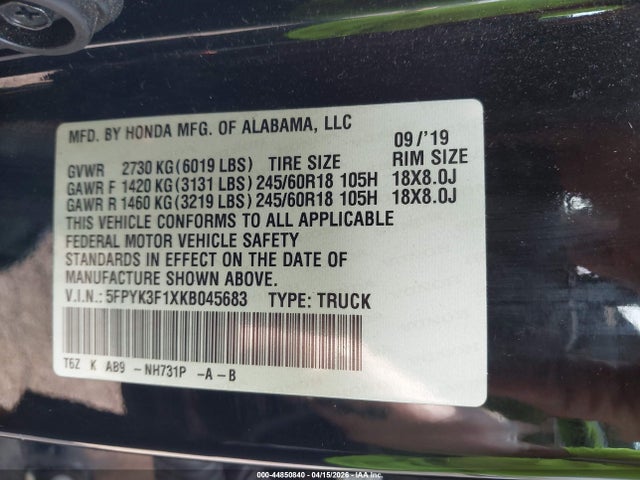 MFD. BY HONDA MFG. OF ALABAMA, LLC
09/'19
GVWR 2730 KG (6019 LBS) TIRE SIZE RIM SIZE
GAWR F 1420 KG (3131 LBS) 245/60R18 105H 18X8.0J
GAWR R 1460 KG (3219 LBS) 245/60R18 105H 18X8.0J
THIS VEHICLE CONFORMS TO ALL APPLICABLE
FEDERAL MOTOR VEHICLE SAFETY
STANDARDS IN EFFECT ON THE DATE OF
MANUFACTURE SHOWN ABOVE.
V.I.N.: 5FPYK3F1XKB045683 TYPE: TRUCK
T6Z K AB9 -NH731P -A -B
000-44850840 - 04/15/2026 - IAA Inc.